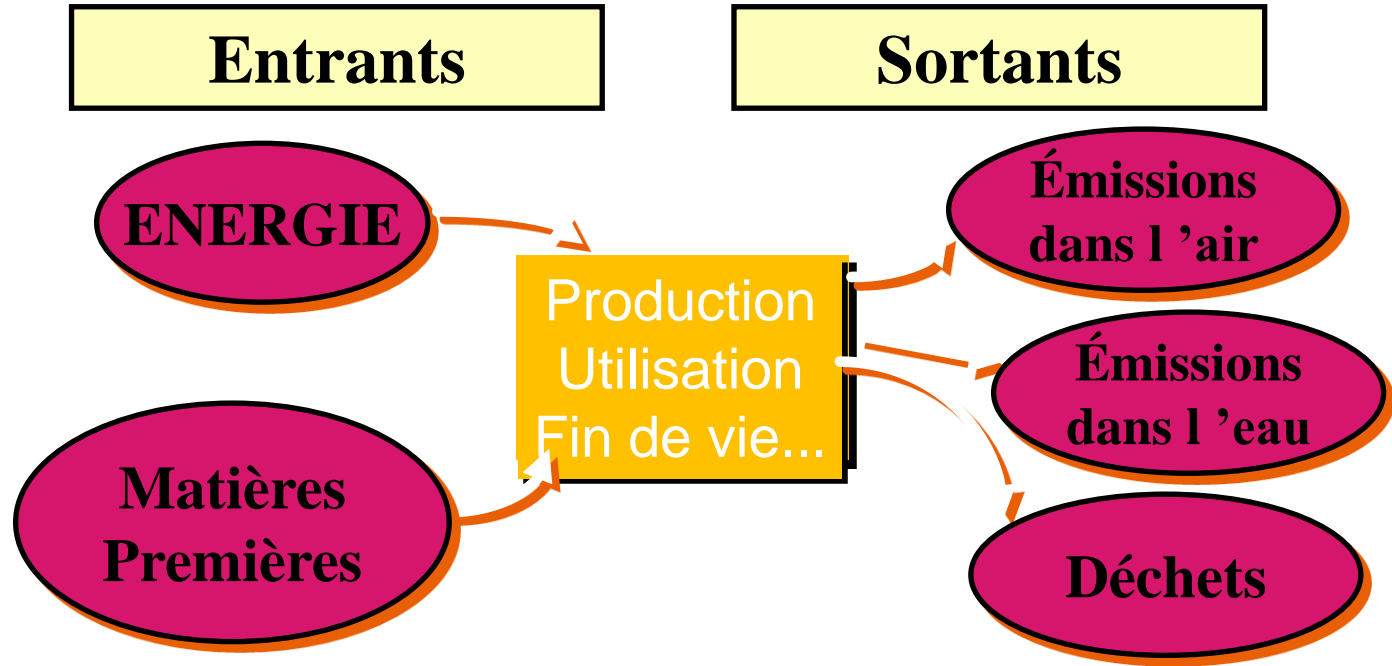 Entrants
Sortants
ENERGIE
Matières
Premières
Production
Utilisation
Fin de vie...
Émissions
dans l ’air
Émissions
dans l ’eau
Déchets